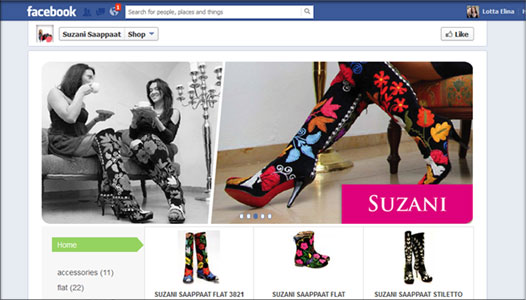 facebook
Search for people, places and things
1
Lotta Elina
Suzani Saappaat
Shop
Like
SUZANI
Home
accessories (11)
flat (22)
SUZANI SAAPPAAT FLAT 3821
SUZANI SAAPPAAT FLAT
SUZANI SAAPPAAT STILETTO